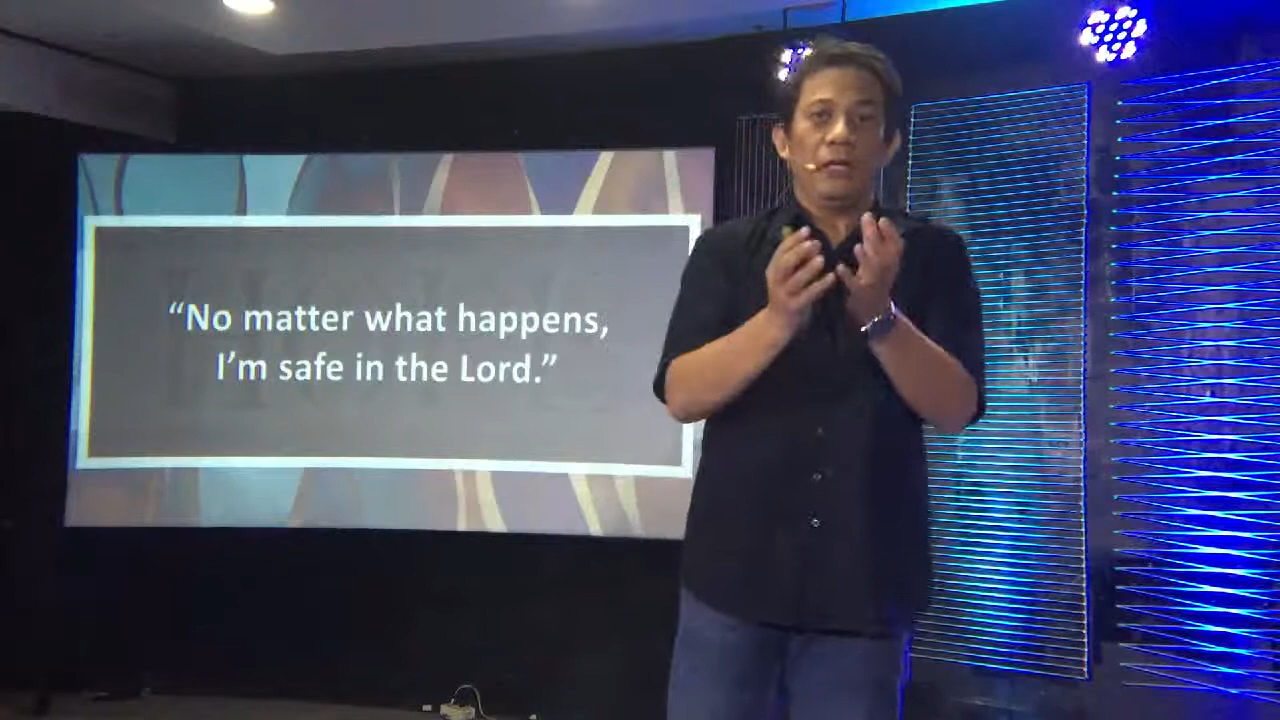 “No matter what happens,
I’m safe in the Lord.”